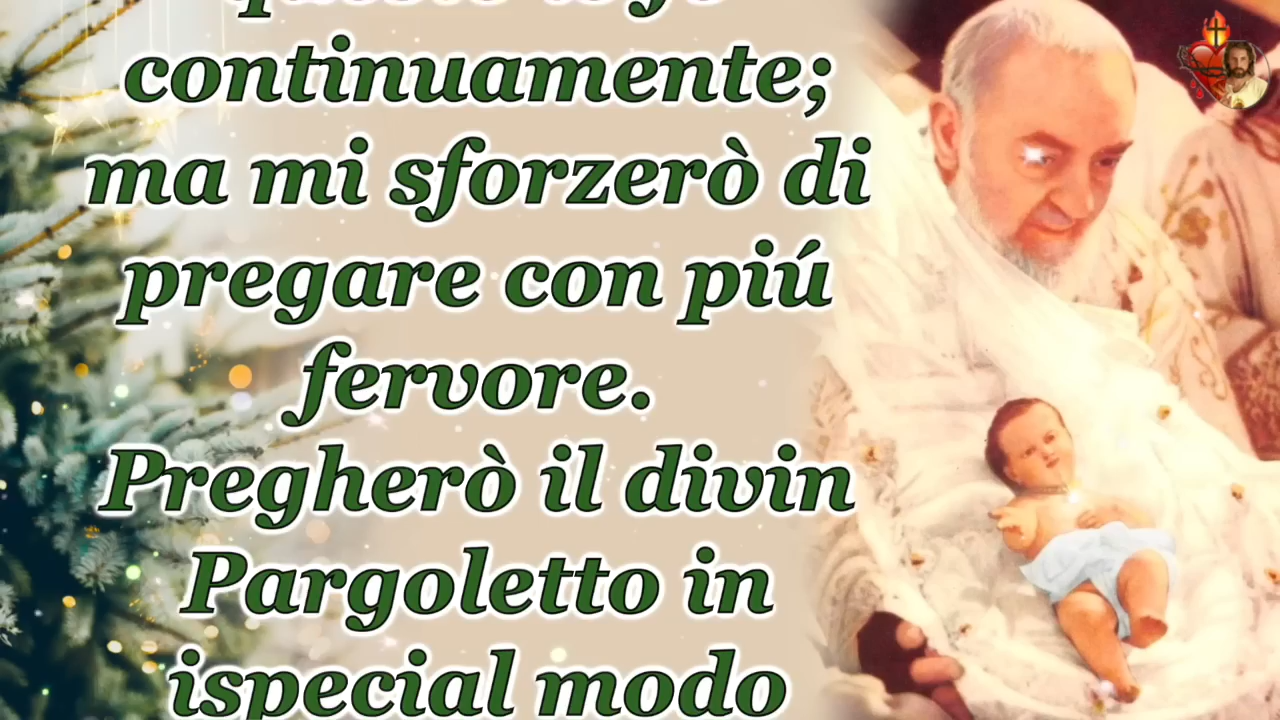 continuamente;
ma mi sforzerò di
pregare con piú
fervore.
Pregherò il divin
Pargoletto in
ispecial modo